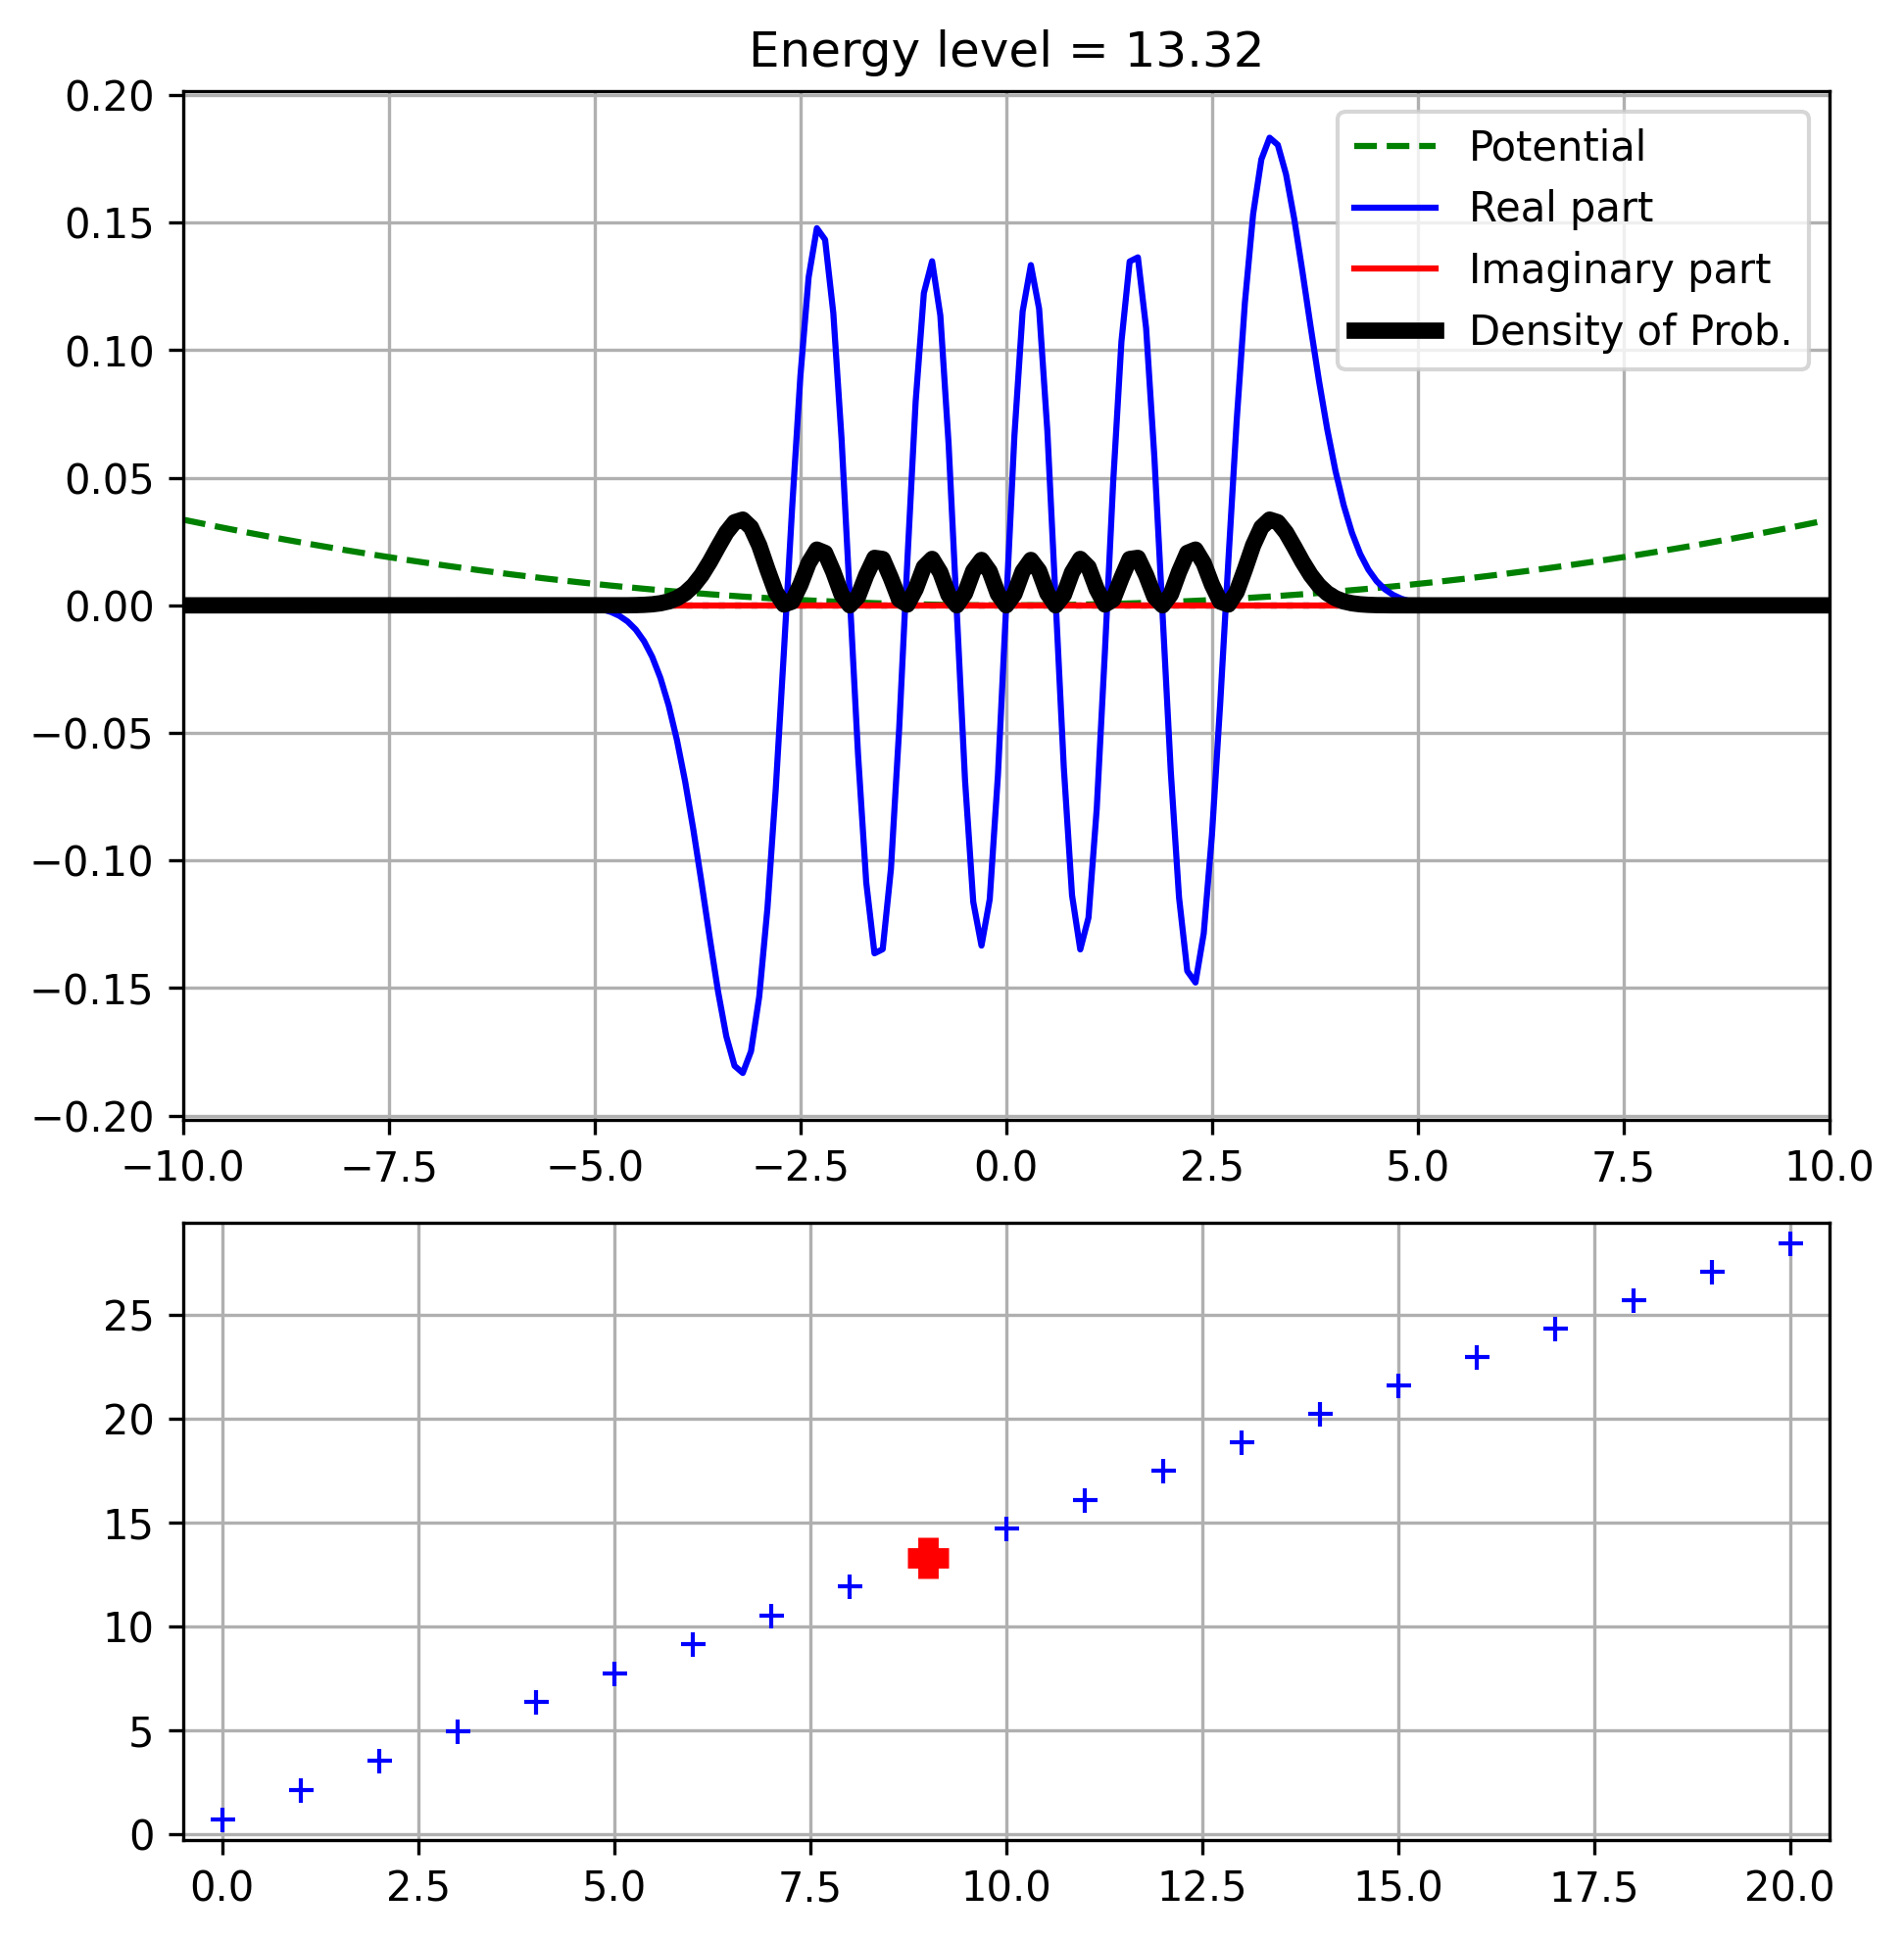 Energy level = 13.32
0.20
0.15
0.10
0.05
0.00
−0.05
−0.10
−0.15
−0.20
Potential
Real part
Imaginary part
Density of Prob.
−10.0 −7.5 −5.0 −2.5 0.0 2.5 5.0 7.5 10.0
25
20
15
10
5
0
0.0 2.5 5.0 7.5 10.0 12.5 15.0 17.5 20.0